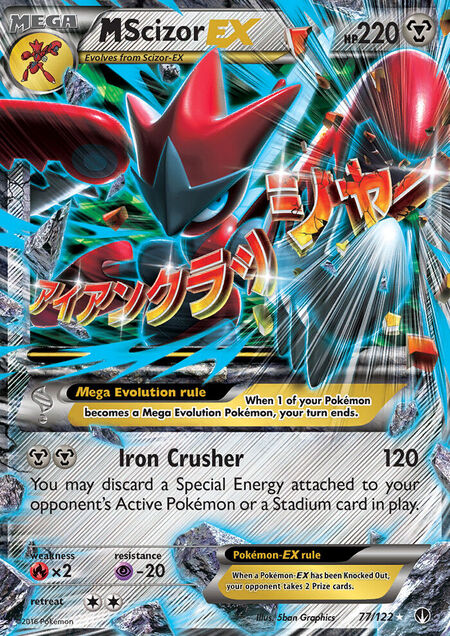 MEGA
M Scizor EX
HP220
Evolves from Scizor-EX
アイアンクラッシャー
Mega Evolution rule
When 1 of your Pokémon
becomes a Mega Evolution Pokémon, your turn ends.
Iron Crusher 120
You may discard a Special Energy attached to your
opponent's Active Pokémon or a Stadium card in play.
weakness resistance
×2 -20
retreat
Pokémon-EX rule
When a Pokémon-EX has been Knocked Out,
your opponent takes 2 Prize cards.
©2016 Pokémon
Illus. 5ban Graphics
77/122